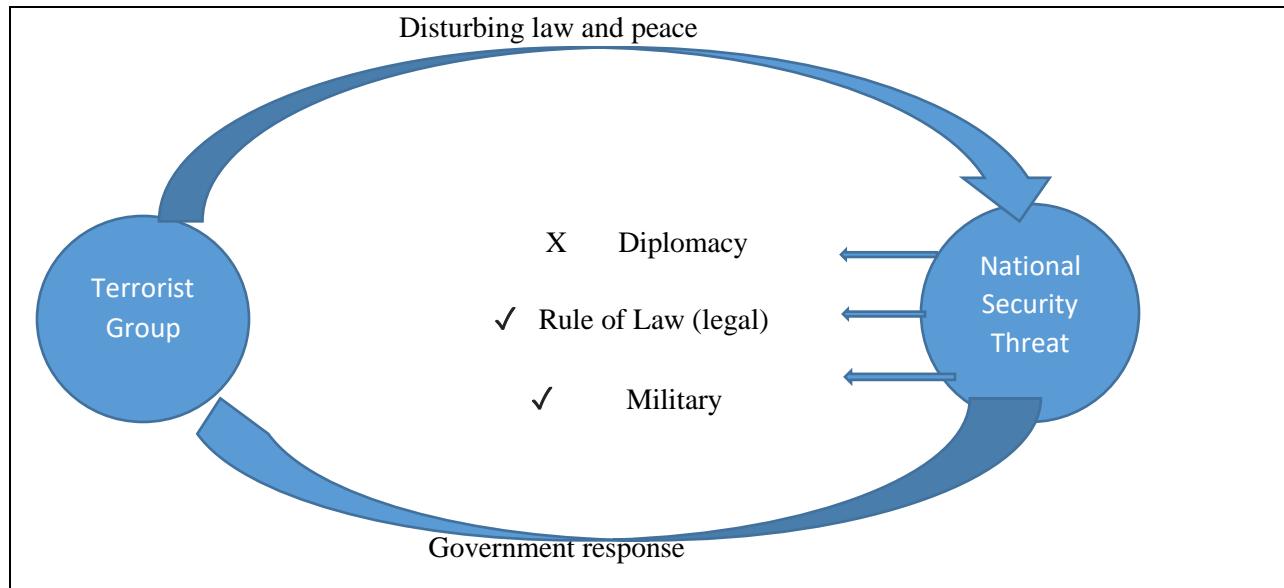 Disturbing law and peace
Terrorist
Group
X Diplomacy
✓ Rule of Law (legal)
✓ Military
National
Security
Threat
Government response